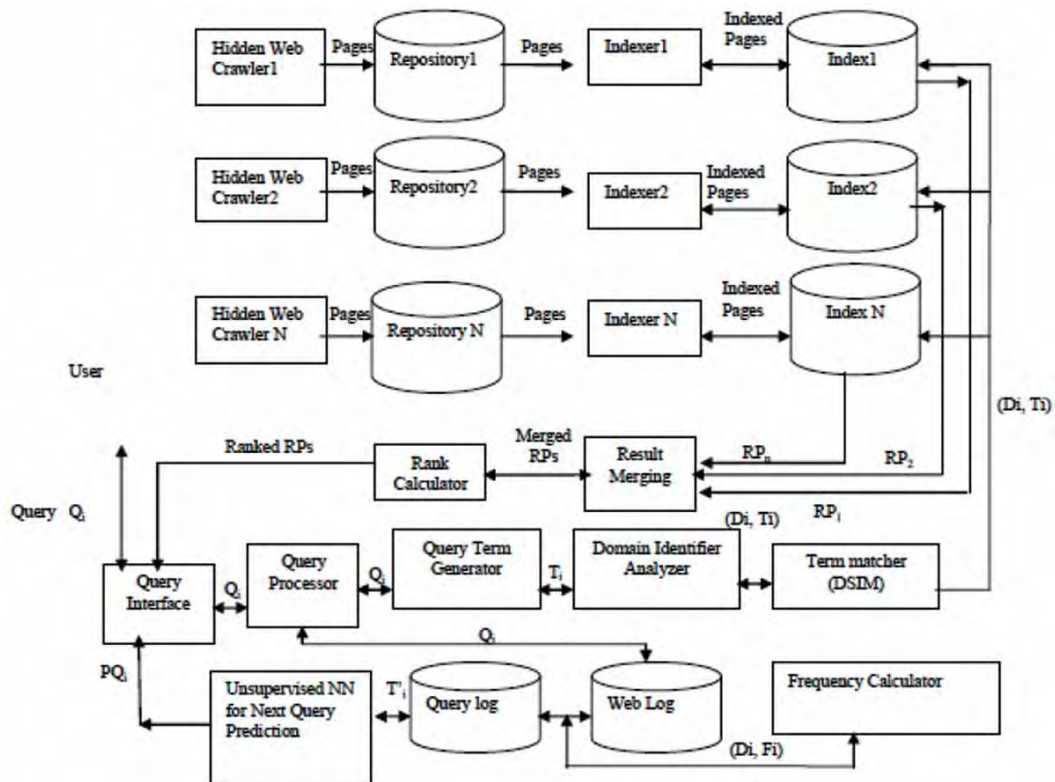 Hidden Web
Crawler1
Pages
Repository1
Pages
Indexer1
Indexed
Pages
Index1
Hidden Web
Crawler2
Pages
Repository2
Pages
Indexer2
Indexed
Pages
Index2
Hidden Web
Crawler N
Pages
Repository N
Pages
Indexer N
Indexed
Pages
Index N
User
(Di, Ti)
Ranked RPs
Rank
Calculator
Merged
RPs
Result
Merging
RPn
RP2
RP1
Query Qi
(Di, Ti)
Query
Interface
Qi
Query
Processor
Qi
Query Term
Generator
Ti
Domain Identifier
Analyzer
Term matcher
(DSIM)
Qi
PQi
Unsupervised NN
for Next Query
Prediction
T'i
Query log
Web Log
Frequency Calculator
(Di, Fi)